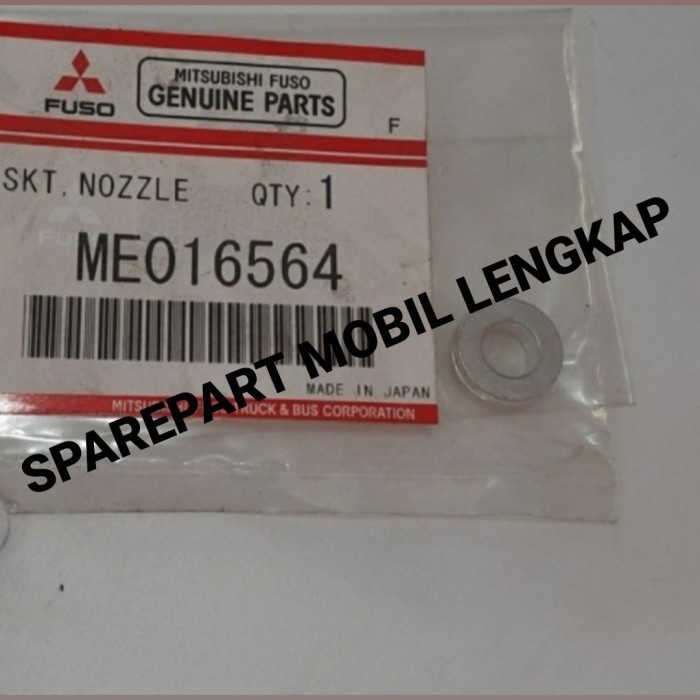 FUSO
MITSUBISHI FUSO
GENUINE PARTS
F
SKT, NOZZLE QTY:1
ME016564
SPAREPART MOBIL LENGKAP
MADE IN JAPAN
TRUCK & BUS CORPORATION